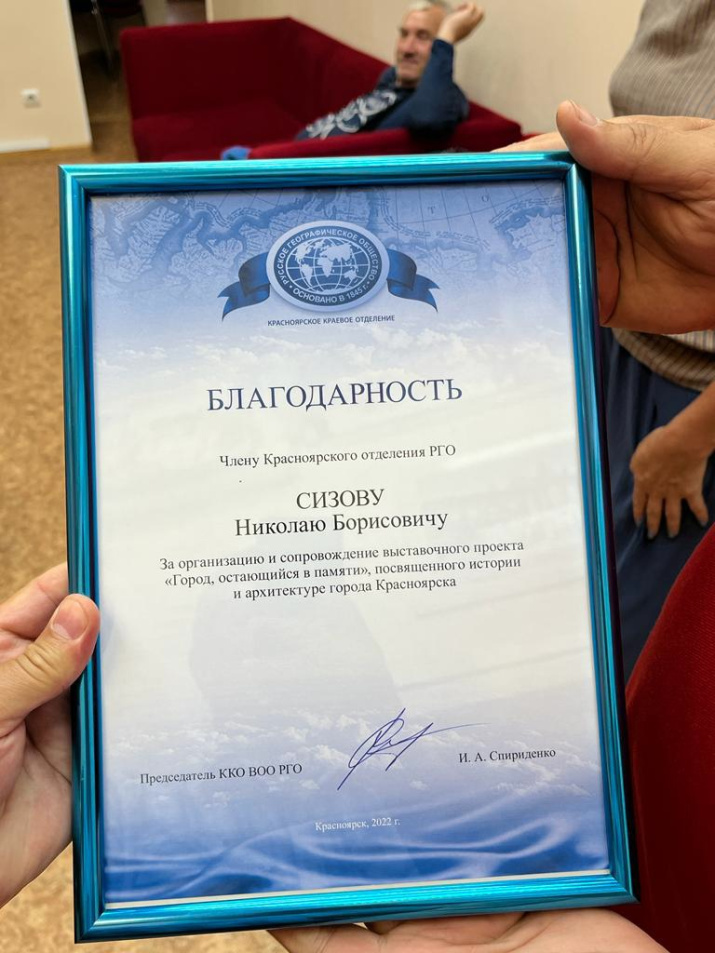 РУССКОЕ ГЕОГРАФИЧЕСКОЕ ОБЩЕСТВО
ОСНОВАНО В 1845 Г.
КРАСНОЯРСКОЕ КРАЕВОЕ ОТДЕЛЕНИЕ
БЛАГОДАРНОСТЬ
Члену Красноярского отделения РГО
СИЗОВУ
Николаю Борисовичу
За организацию и сопровождение выставочного проекта
«Город, остающийся в памяти», посвященного истории
и архитектуре города Красноярска
Председатель ККО ВОО РГО
И. А. Спириденко
Красноярск, 2022 г.